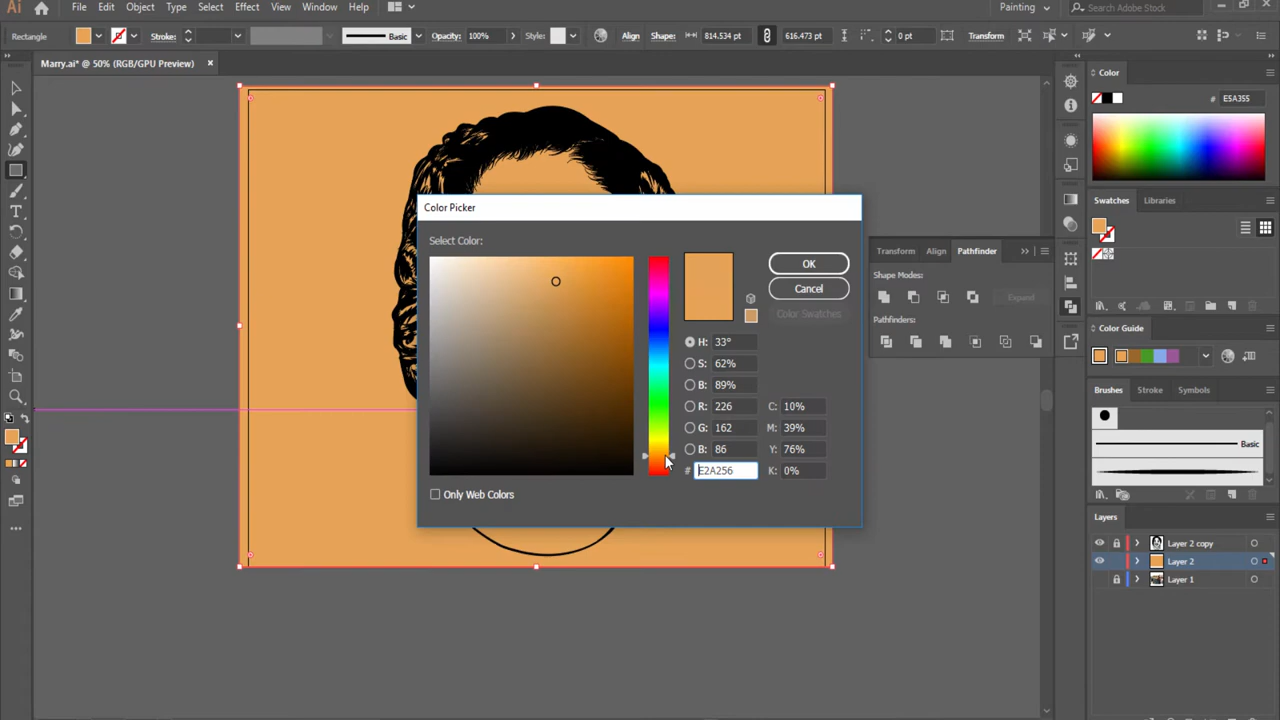 Ai File Edit Object Type Select Effect View Window Help Painting Search Adobe Stock
Rectangle Stroke: Basic Opacity: 100% Style: Align Shape: 814.534 pt 616.473 pt 0 pt Transform
Marry.ai* @ 50% (RGB/GPU Preview) ×
Color
# E5A355
Swatches Libraries
Color Picker
Select Color:
OK
Cancel
Color Swatches
H: 33°
S: 62%
B: 89%
R: 226 C: 10%
G: 162 M: 39%
B: 86 Y: 76%
# E2A256 K: 0%
Only Web Colors
Transform Align Pathfinder
Shape Modes:
Expand
Pathfinders:
Color Guide
Brushes Stroke Symbols
Basic
Layers
Layer 2 copy
Layer 2
Layer 1